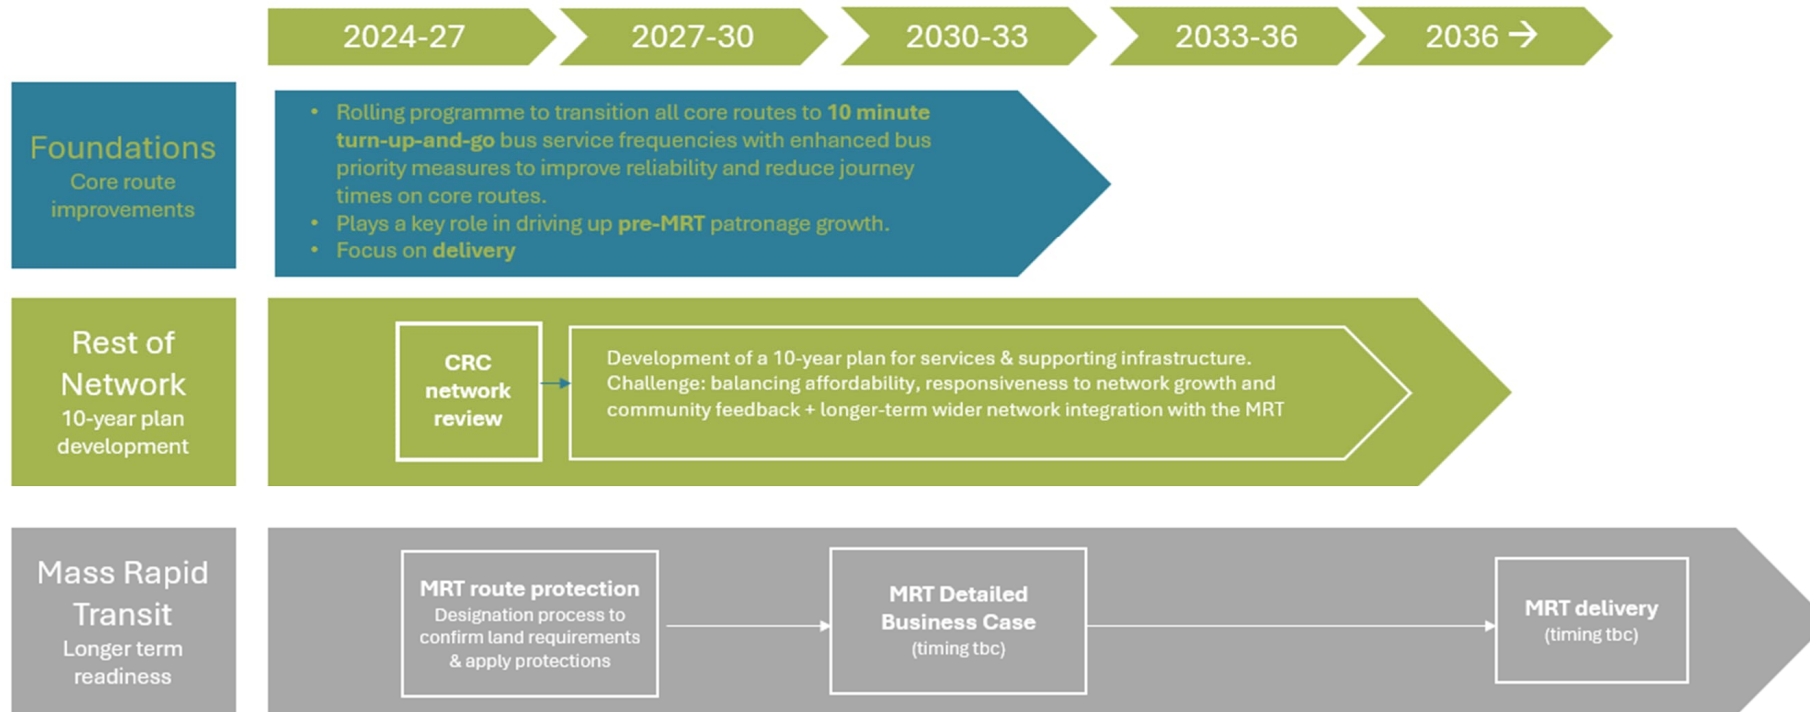 2024-27
2027-30
2030-33
2033-36
2036 →
Foundations
Core route
improvements
• Rolling programme to transition all core routes to 10 minute
turn-up-and-go bus service frequencies with enhanced bus
priority measures to improve reliability and reduce journey
times on core routes.
• Plays a key role in driving up pre-MRT patronage growth.
• Focus on delivery
Rest of
Network
10-year plan
development
CRC
network
review
Development of a 10-year plan for services & supporting infrastructure.
Challenge: balancing affordability, responsiveness to network growth and
community feedback + longer-term wider network integration with the MRT
Mass Rapid
Transit
Longer term
readiness
MRT route protection
Designation process to
confirm land requirements
& apply protections
MRT Detailed
Business Case
(timing tbc)
MRT delivery
(timing tbc)